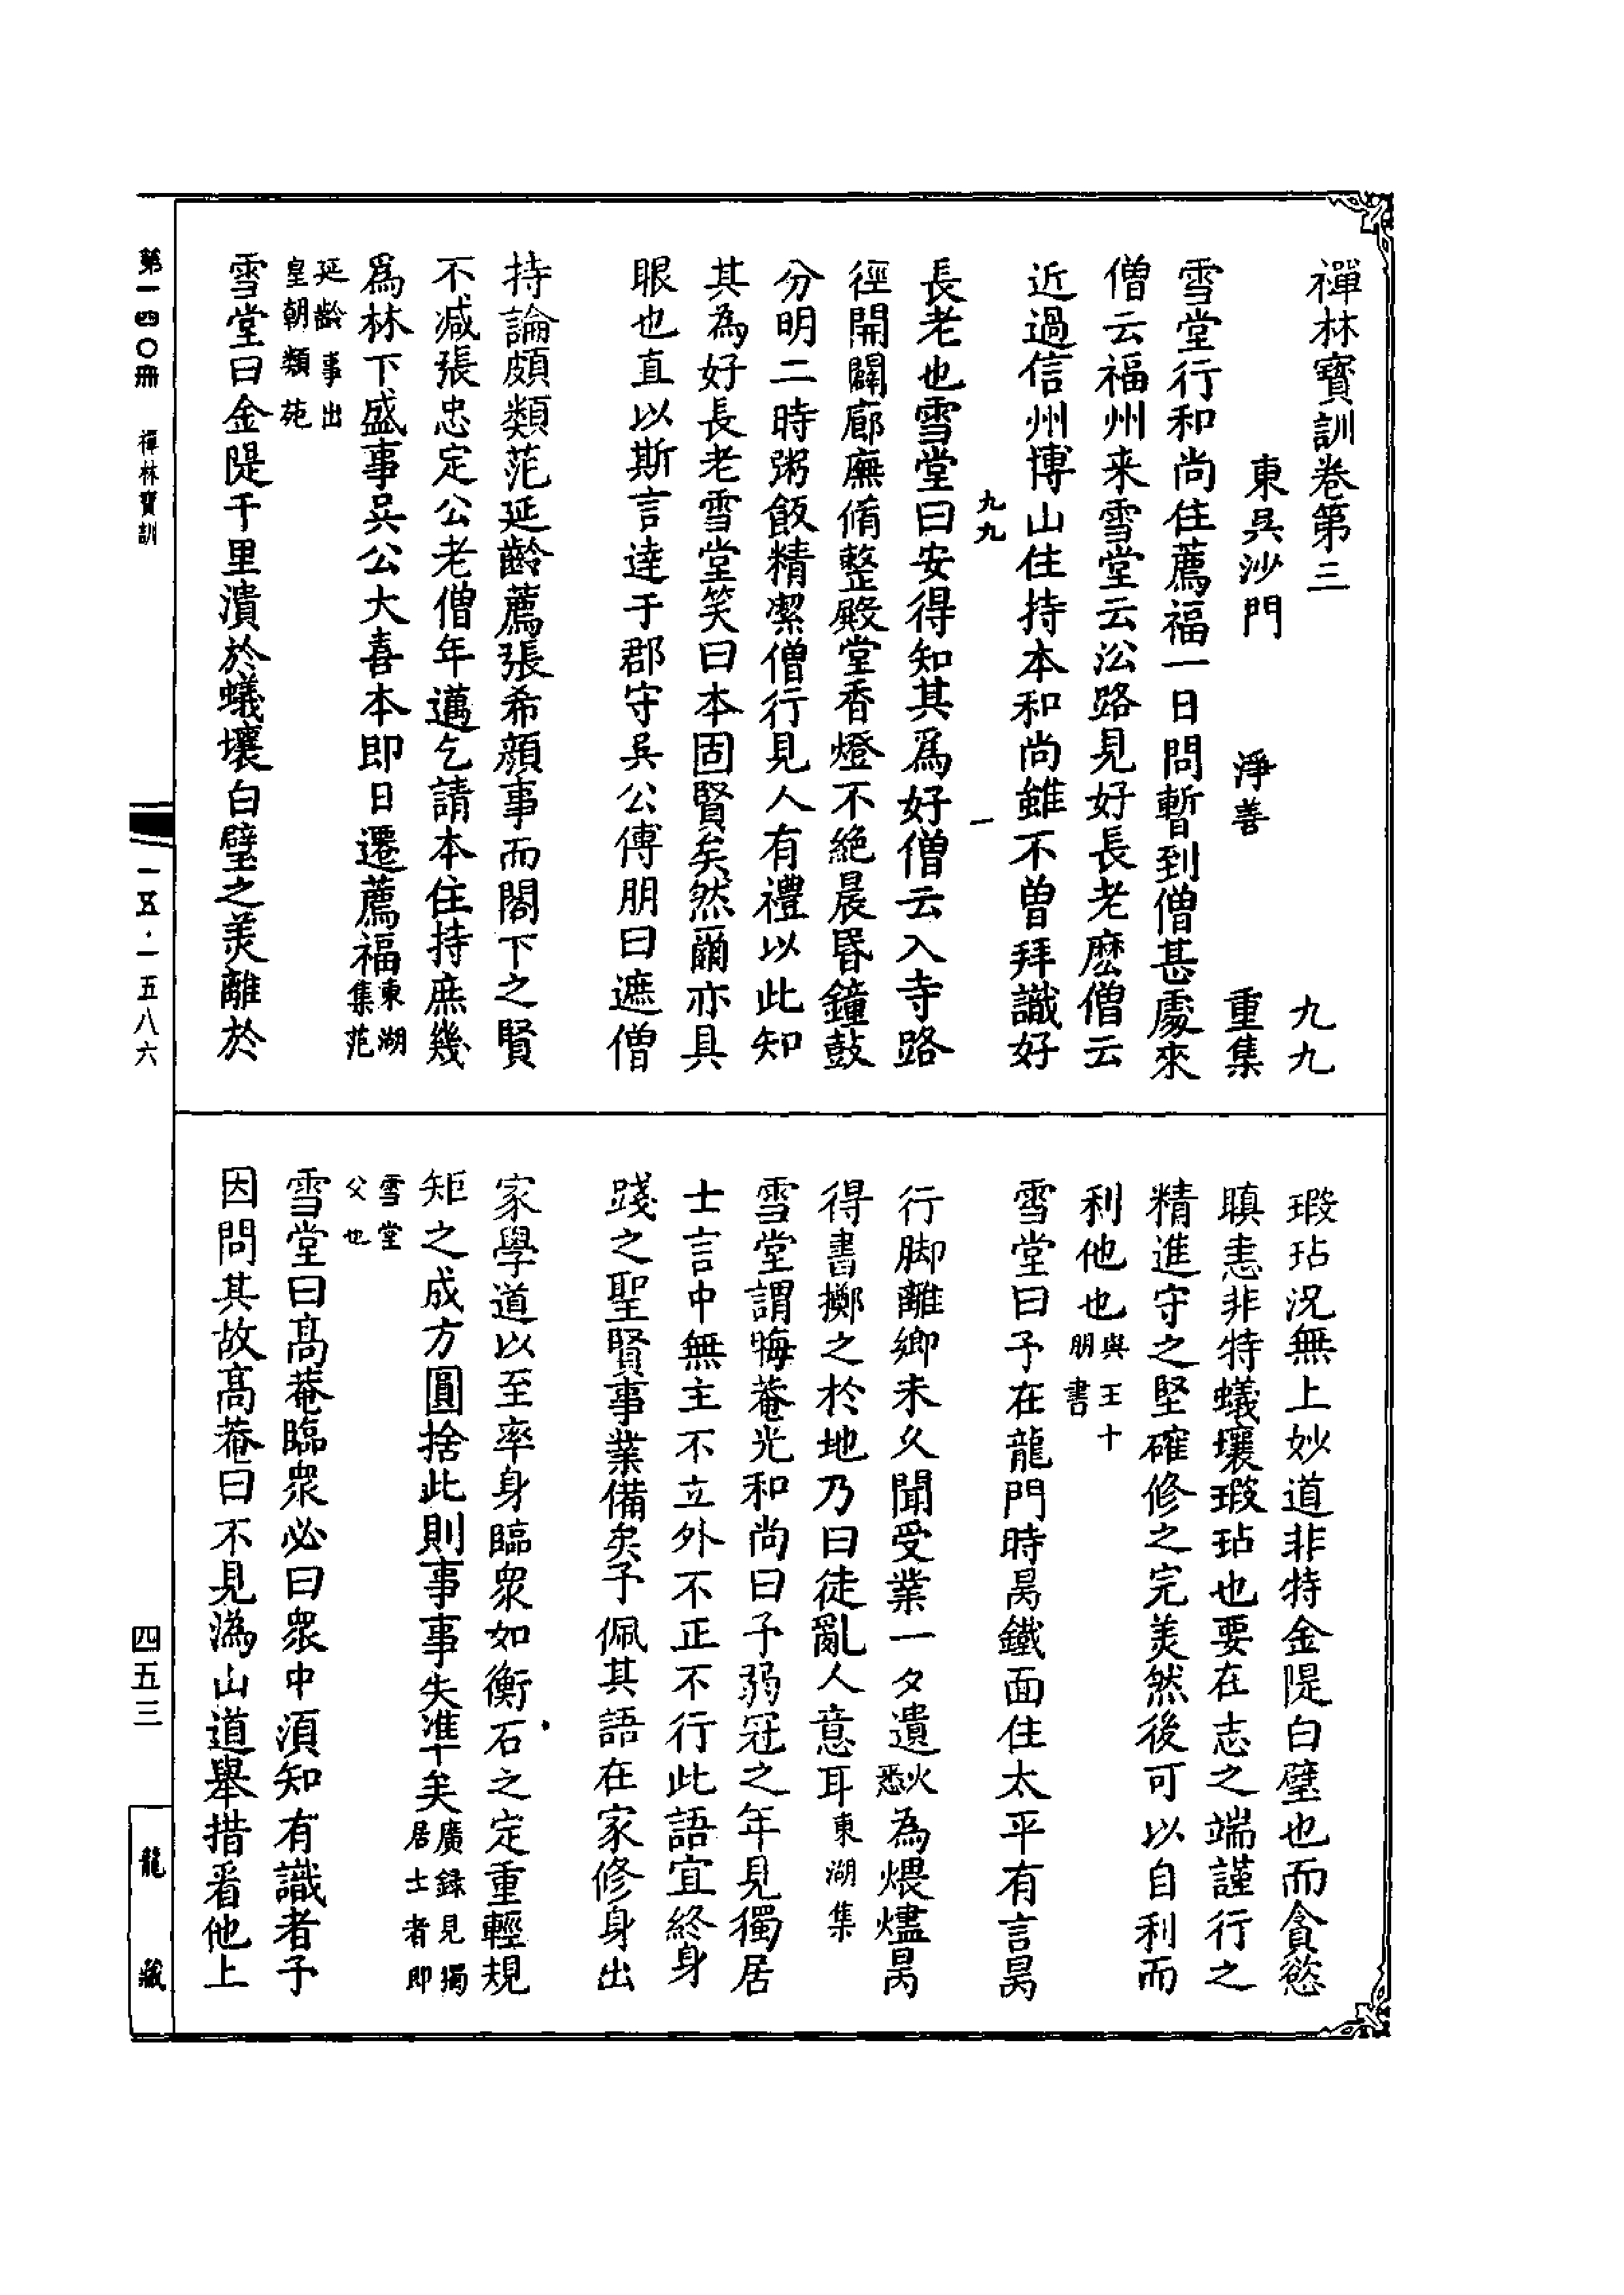 禪林寶訓卷第三　九九
東吳沙門　淨善　重集
雪堂行和尚住薦福一日問暫到僧甚處來
僧云福州来雪堂云沿路見好長老麽僧云
近過信州博山住持本和尚雖不曾拜識好
九九　一
長老也雪堂曰安得知其爲好僧云入寺路
徑開闢廊廡脩整殿堂香燈不絶晨昏鐘鼓
分明二時粥飯精潔僧行見人有禮以此知
其為好長老雪堂笑曰本固賢矣然爾亦具
眼也直以斯言達于郡守吳公傅朋曰遮僧
持論頗類范延齡薦張希顔事而閤下之賢
不减張忠定公老僧年邁乞請本住持庶幾
爲林下盛事吳公大喜本即日遷薦福東湖
集范
延齡事出
皇朝類苑
雪堂曰金隄千里潰於蟻壤白璧之美離於
瑕玷況無上妙道非特金隄白璧也而貪慾
瞋恚非特蟻壤瑕玷也要在志之端謹行之
精進守之堅確修之完美然後可以自利而
利他也與王十
朋書
雪堂曰予在龍門時昺鐵面住太平有言昺
行脚離鄉未久聞受業一夕遺火
悉為煨燼昺
得書擲之於地乃曰徒亂人意耳東湖集
雪堂謂晦菴光和尚曰予弱冠之年見獨居
士言中無主不立外不正不行此語宜終身
踐之聖賢事業備矣予佩其語在家修身出
家學道以至率身臨衆如衡石之定重輕規
矩之成方圓捨此則事事失准矣廣錄見獨
居士者即
雪堂
父也
雪堂曰髙菴臨衆必曰衆中須知有識者予
因問其故髙菴曰不見潙山道舉措看他上
第一四〇冊　禪林寶訓
一五・一五八六
四五三
龍藏